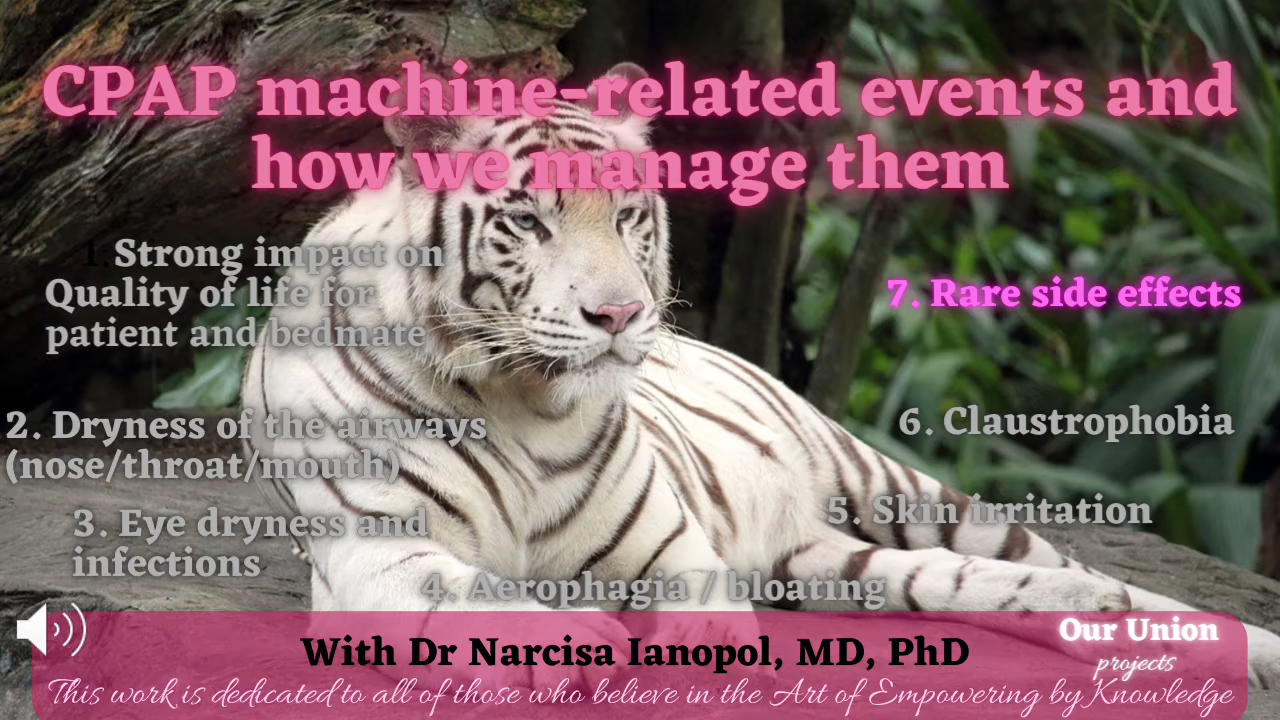 CPAP machine-related events and
how we manage them
1. Strong impact on
Quality of life for
patient and bedmate
2. Dryness of the airways
(nose/throat/mouth)
3. Eye dryness and
infections
4. Aerophagia / bloating
5. Skin irritation
6. Claustrophobia
7. Rare side effects
With Dr Narcisa Ianopol, MD, PhD
Our Union
projects
This work is dedicated to all of those who believe in the Art of Empowering by Knowledge